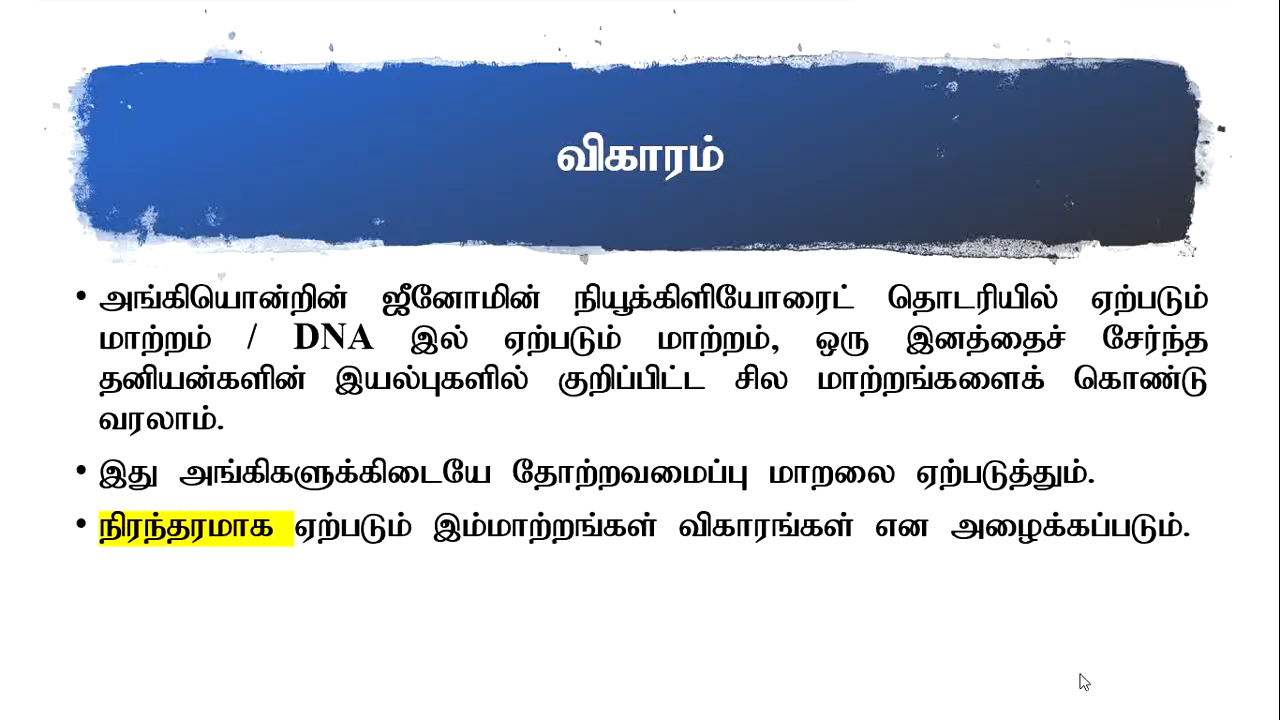 விகாரம்
• அங்கியொன்றின் ஜீனோமின் நியூக்கிளியோரைட் தொடரியில் ஏற்படும்
மாற்றம் / DNA இல் ஏற்படும் மாற்றம், ஒரு இனத்தைச் சேர்ந்த
தனியன்களின் இயல்புகளில் குறிப்பிட்ட சில மாற்றங்களைக் கொண்டு
வரலாம்.
• இது அங்கிகளுக்கிடையே தோற்றவமைப்பு மாறலை ஏற்படுத்தும்.
• நிரந்தரமாக ஏற்படும் இம்மாற்றங்கள் விகாரங்கள் என அழைக்கப்படும்.